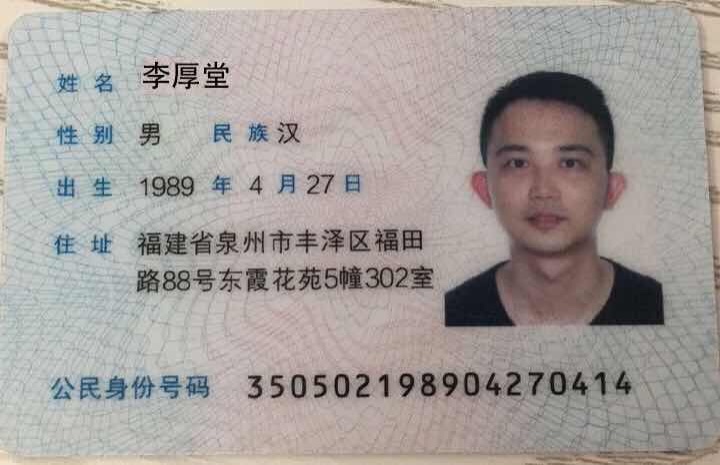 姓名 李厚堂
性别 男 民族 汉
出生 1989 年 4 月 27 日
住址 福建省泉州市丰泽区福田
路88号东霞花苑5幢302室
公民身份号码 350502198904270414